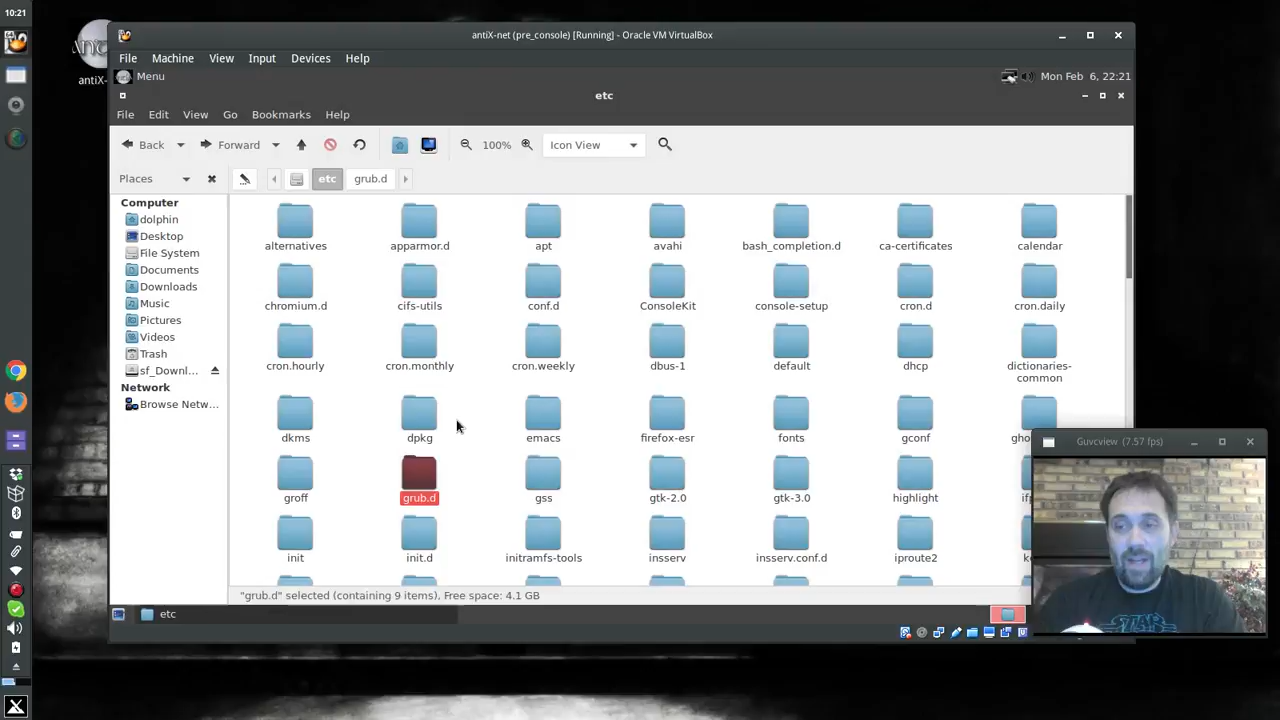 10:21
antiX-net (pre_console) [Running] - Oracle VM VirtualBox
File Machine View Input Devices Help
Menu
Mon Feb 6, 22:21
etc
File Edit View Go Bookmarks Help
Back Forward 100% Icon View
Places etc grub.d
Computer
dolphin
Desktop
File System
Documents
Downloads
Music
Pictures
Videos
Trash
sf_Downl...
Network
Browse Netw...
alternatives apparmor.d apt avahi bash_completion.d ca-certificates calendar
chromium.d cifs-utils conf.d ConsoleKit console-setup cron.d cron.daily
cron.hourly cron.monthly cron.weekly dbus-1 default dhcp dictionaries-
common
dkms dpkg emacs firefox-esr fonts gconf gho
groff grub.d gss gtk-2.0 gtk-3.0 highlight
init init.d initramfs-tools insserv insserv.conf.d iproute2
"grub.d" selected (containing 9 items), Free space: 4.1 GB
etc
antiX-
Guvcview (7.57 fps)
STAR